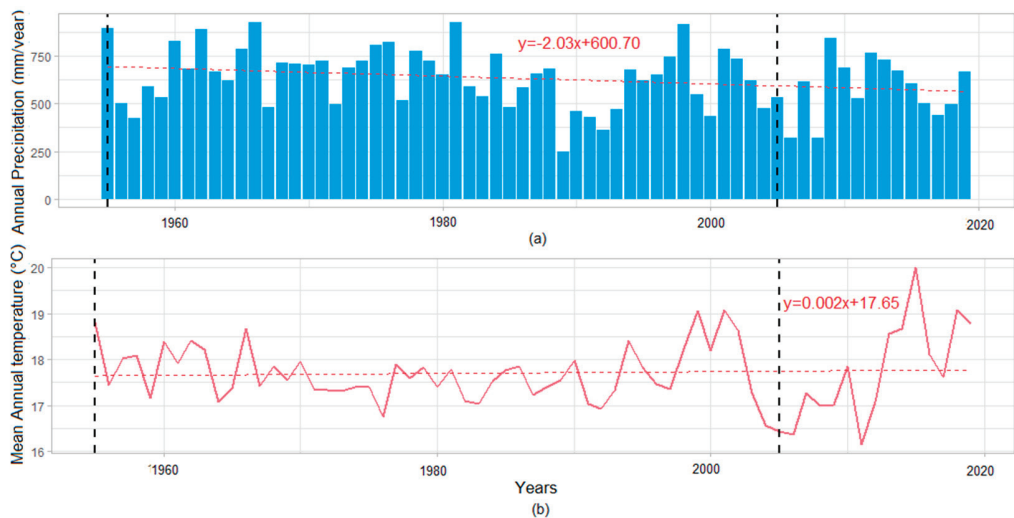 Annual Precipitation (mm/year)
750
500
250
0
y=-2.03x+600.70
1960
1980
2000
2020
(a)
Mean Annual temperature (°C)
20
19
18
17
16
y=0.002x+17.65
1960
1980
2000
2020
Years
(b)